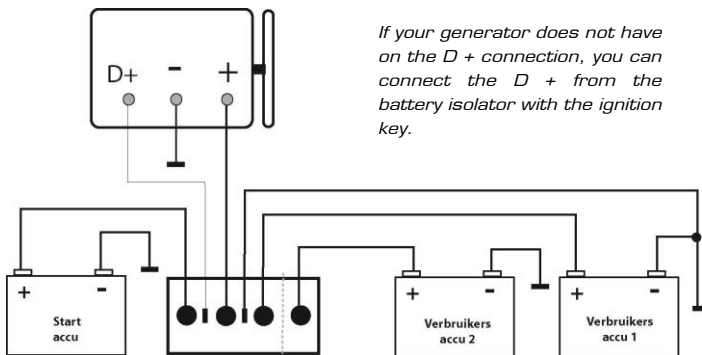 If your generator does not have
on the D + connection, you can
connect the D + from the
battery isolator with the ignition
key.
D+ - +
+ -
Start
accu
+ -
Verbruikers
accu 2
+ -
Verbruikers
accu 1